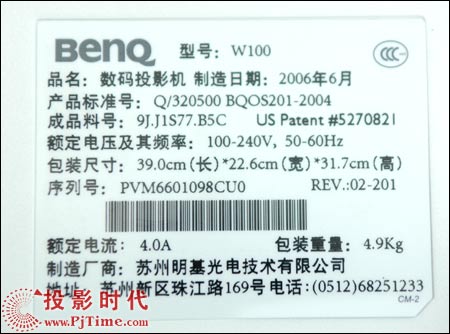 BenQ 型号: W100
品名: 数码投影机 制造日期: 2006年6月
产品标准号: Q/320500 BQOS201-2004
成品料号: 9J.J1S77.B5C US Patent #5270821
额定电压及其频率: 100-240V, 50-60Hz
包装尺寸: 39.0cm(长)*22.6cm(宽)*31.7cm(高)
序列号: PVM6601098CU0 REV.:02-201
额定电流: 4.0A 包装重量: 4.9Kg
制造厂商: 苏州明基光电技术有限公司
地址: 苏州新区珠江路169号 电话: (0512)68251233
CM-2
投影时代
www.PjTime.com